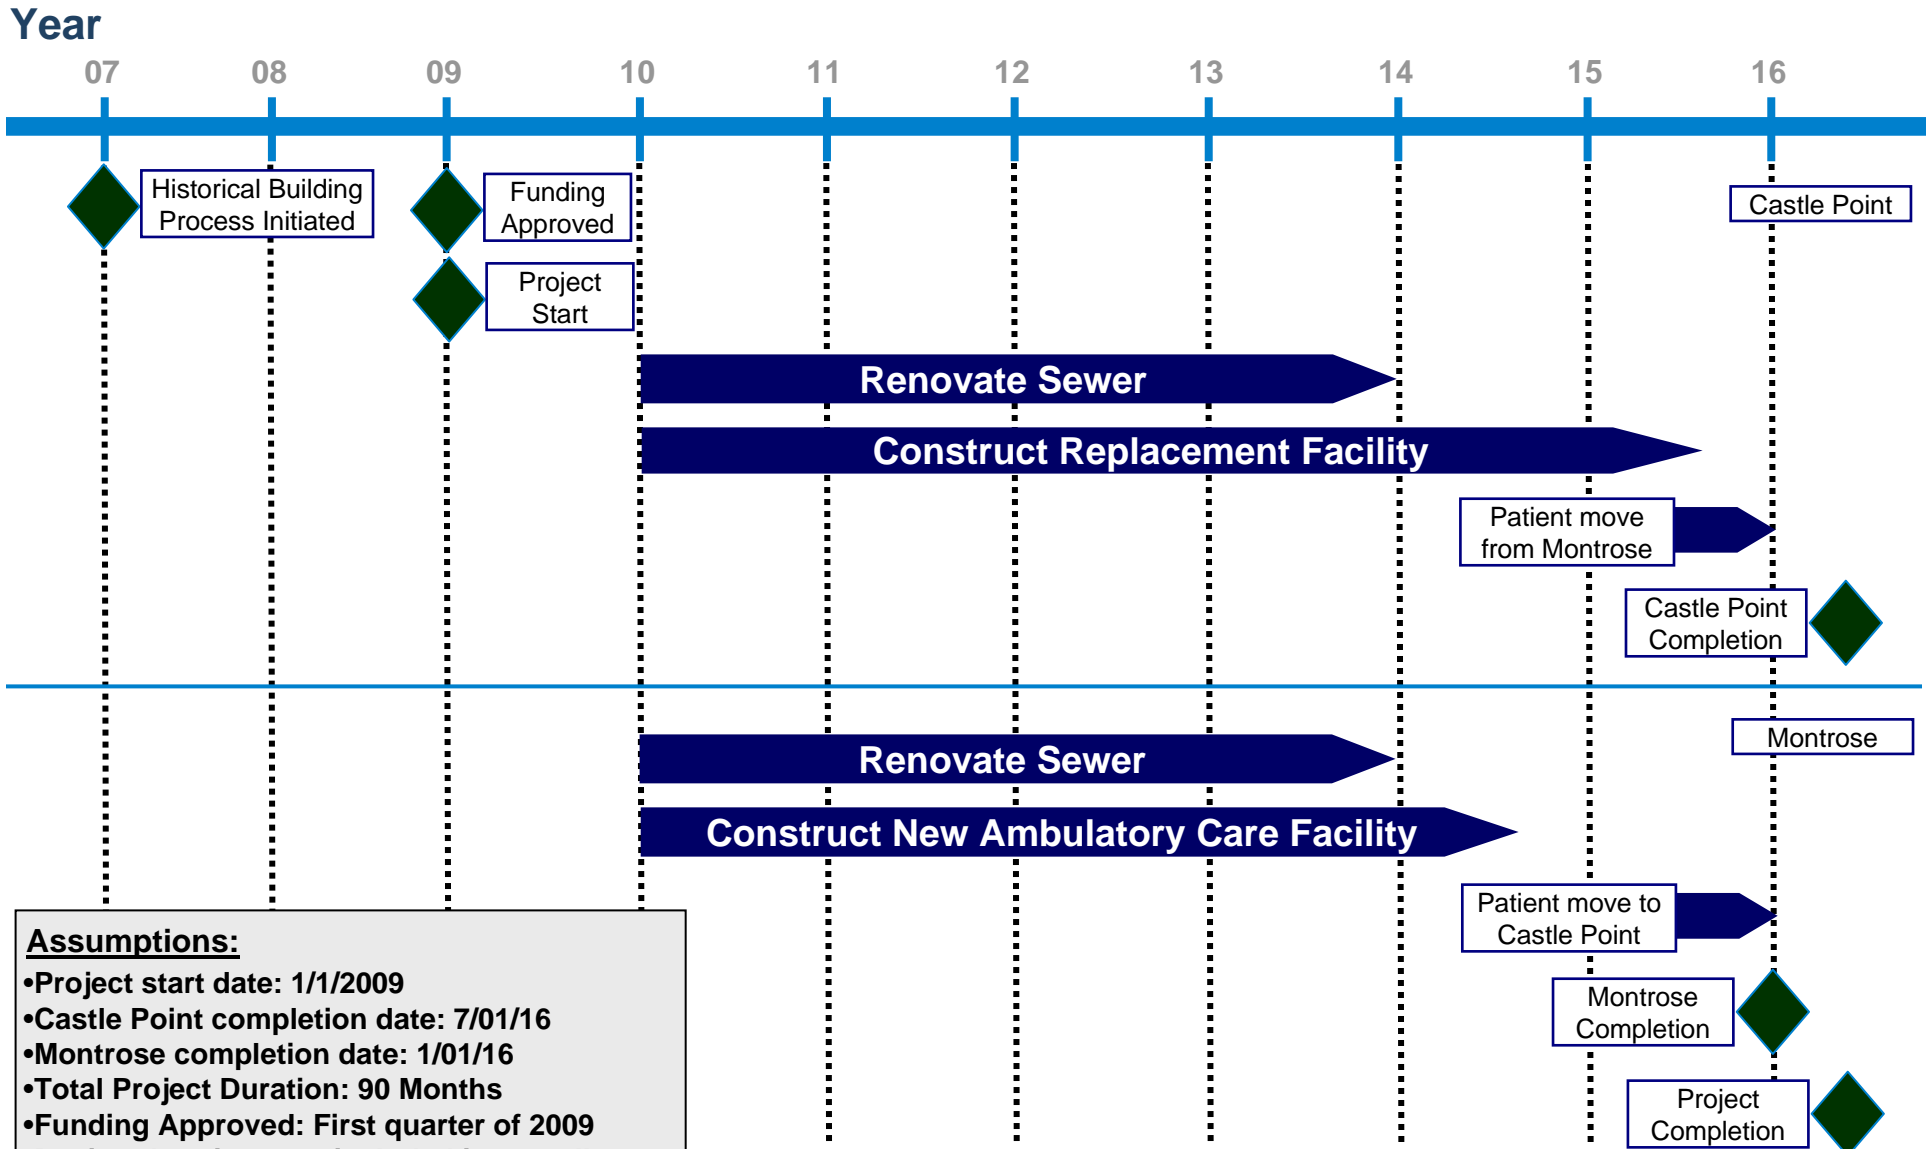 Year
07 08 09 10 11 12 13 14 15 16
Historical Building
Process Initiated
Funding
Approved
Castle Point
Project
Start
Renovate Sewer
Construct Replacement Facility
Patient move
from Montrose
Castle Point
Completion
Montrose
Renovate Sewer
Construct New Ambulatory Care Facility
Patient move to
Castle Point
Montrose
Completion
Project
Completion
Assumptions:
•Project start date: 1/1/2009
•Castle Point completion date: 7/01/16
•Montrose completion date: 1/01/16
•Total Project Duration: 90 Months
•Funding Approved: First quarter of 2009